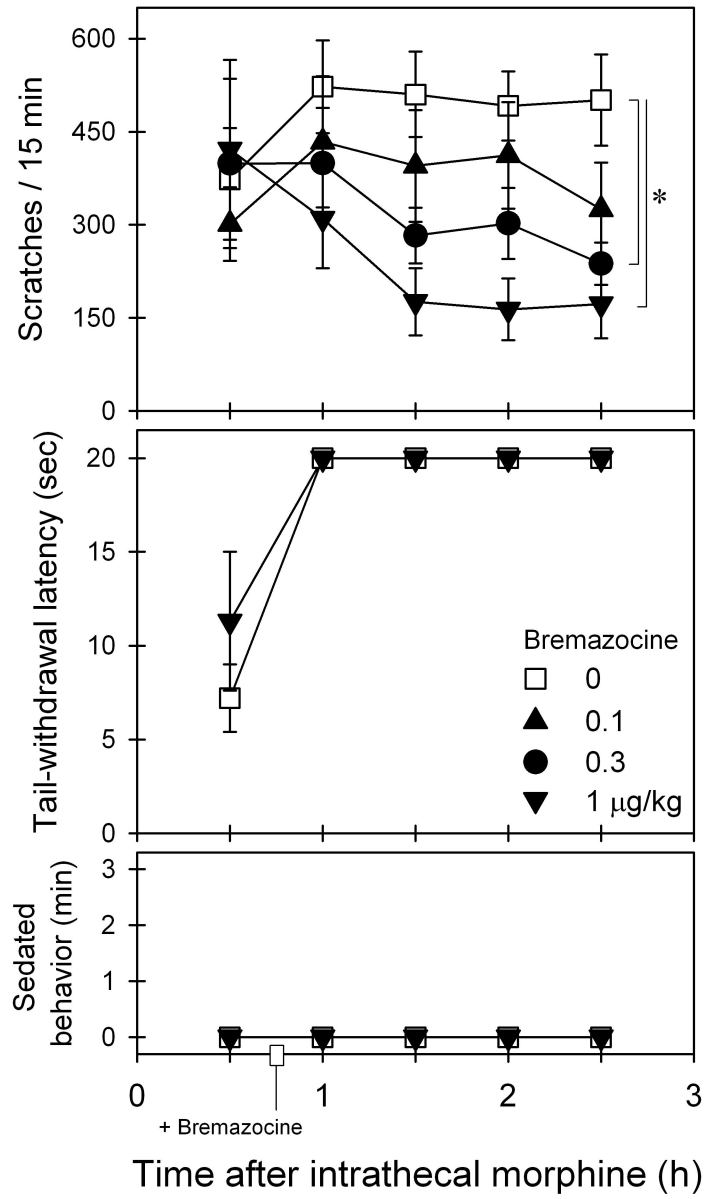 Scratches / 15 min
600
450
300
150
0
*
Tail-withdrawal latency (sec)
20
15
10
5
0
Bremazocine
0
0.1
0.3
1 μg/kg
Sedated
behavior (min)
3
2
1
0
0
1
2
3
+ Bremazocine
Time after intrathecal morphine (h)